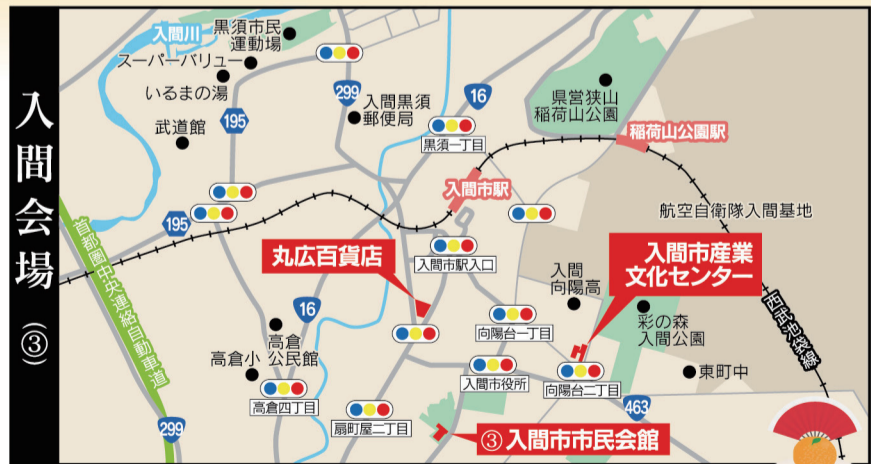 入間会場(③)
入間川
黒須市民
運動場
スーパーバリュー
いるまの湯
武道館
195
299
入間黒須
郵便局
16
黒須一丁目
県営狭山
稲荷山公園
稲荷山公園駅
入間市駅
航空自衛隊入間基地
195
首都圏中央連絡自動車道
丸広百貨店
入間市駅入口
入間
向陽高
入間市産業
文化センター
西武池袋線
16
高倉
公民館
高倉小
向陽台一丁目
彩の森
入間公園
高倉四丁目
入間市役所
向陽台二丁目
東町中
299
扇町屋二丁目
463
③入間市市民会館